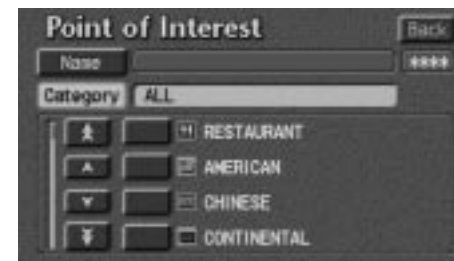 Point of Interest Back
Name ****
Category ALL
RESTAURANT
AMERICAN
CHINESE
CONTINENTAL